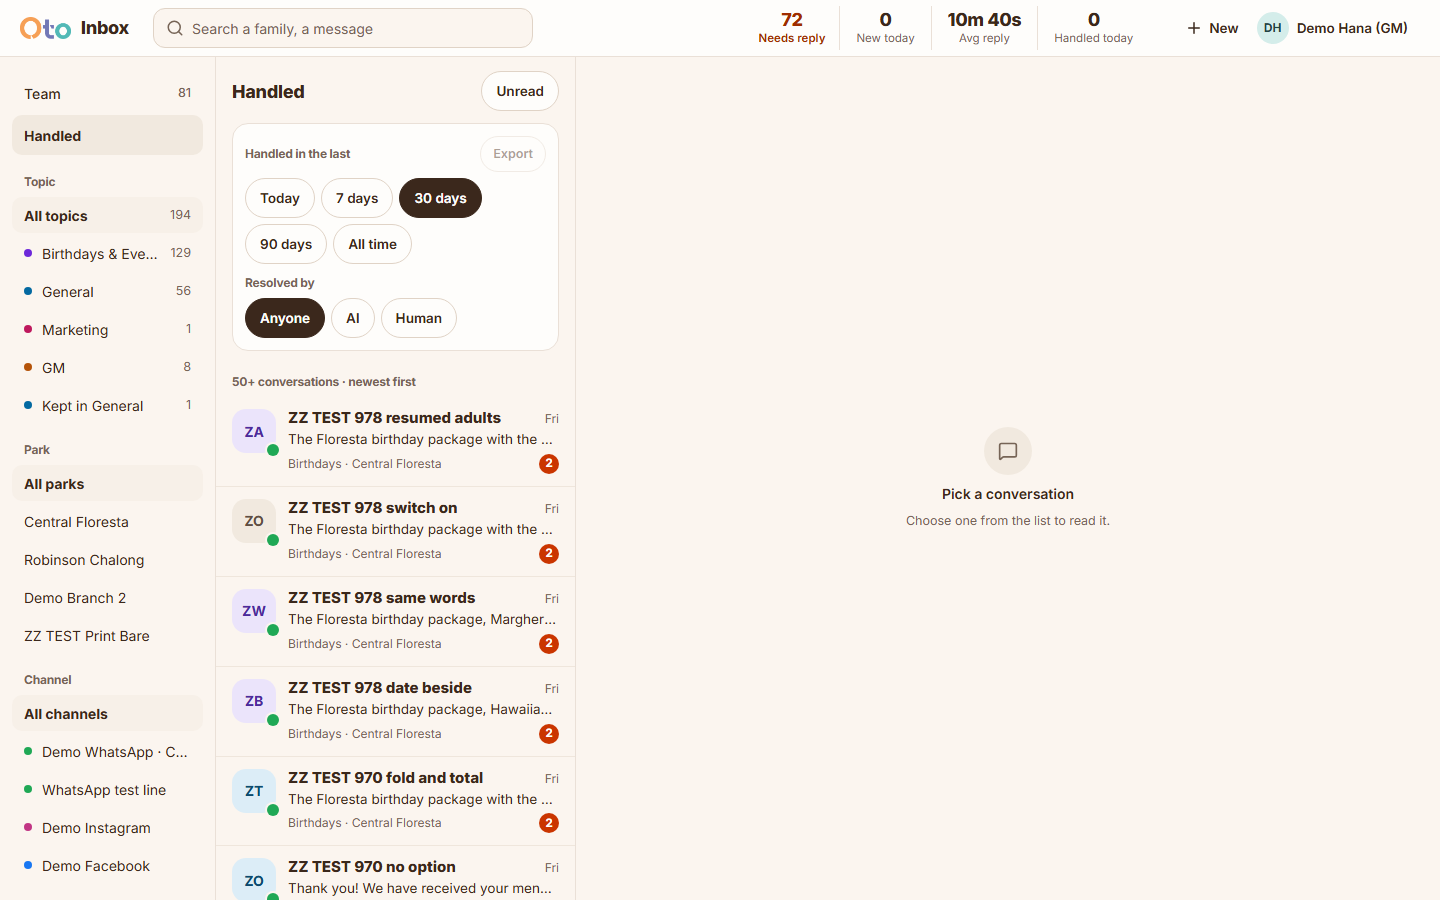 Oto Inbox
Search a family, a message
72
Needs reply
0
New today
10m 40s
Avg reply
0
Handled today
New
DH
Demo Hana (GM)
Team 81
Handled
Topic
All topics 194
Birthdays & Eve... 129
General 56
Marketing 1
GM 8
Kept in General 1
Park
All parks
Central Floresta
Robinson Chalong
Demo Branch 2
ZZ TEST Print Bare
Channel
All channels
Demo WhatsApp · C...
WhatsApp test line
Demo Instagram
Demo Facebook
Handled
Unread
Handled in the last
Export
Today 7 days 30 days
90 days All time
Resolved by
Anyone AI Human
50+ conversations · newest first
ZA
ZZ TEST 978 resumed adults Fri
The Floresta birthday package with the ...
Birthdays · Central Floresta 2
ZO
ZZ TEST 978 switch on Fri
The Floresta birthday package with the ...
Birthdays · Central Floresta 2
ZW
ZZ TEST 978 same words Fri
The Floresta birthday package, Margher...
Birthdays · Central Floresta 2
ZB
ZZ TEST 978 date beside Fri
The Floresta birthday package, Hawaiia...
Birthdays · Central Floresta 2
ZT
ZZ TEST 970 fold and total Fri
The Floresta birthday package with the ...
Birthdays · Central Floresta 2
ZO
ZZ TEST 970 no option Fri
Thank you! We have received your men...
Pick a conversation
Choose one from the list to read it.